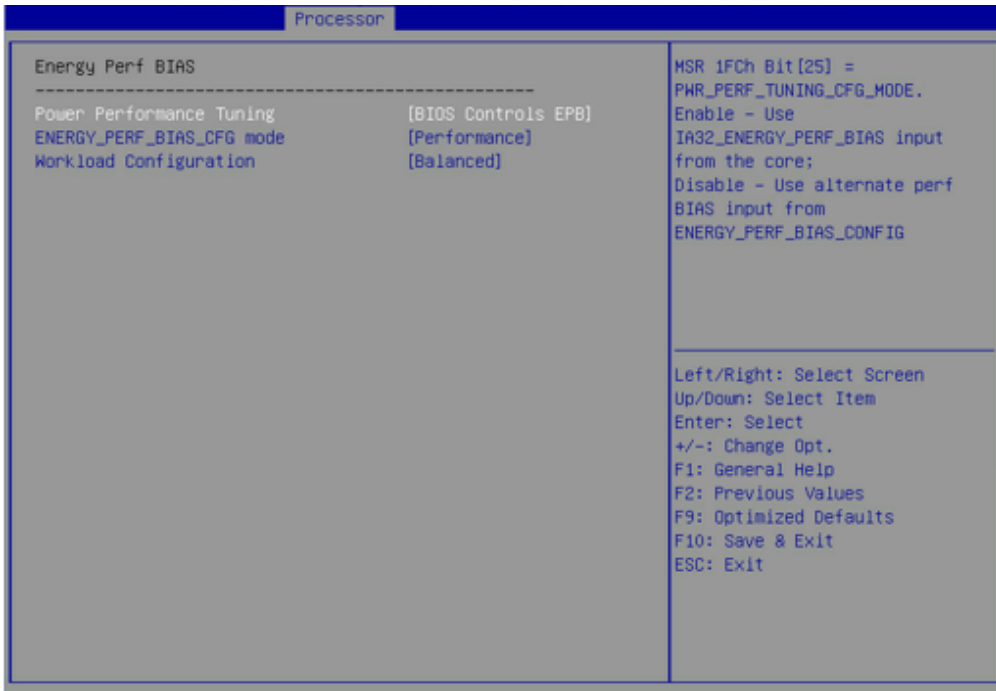 Processor
Energy Perf BIAS
--------------------------------------------------
Power Performance Tuning [BIOS Controls EPB]
ENERGY_PERF_BIAS_CFG mode [Performance]
Workload Configuration [Balanced]
MSR 1FCh Bit[25] =
PWR_PERF_TUNING_CFG_MODE.
Enable - Use
IA32_ENERGY_PERF_BIAS input
from the core;
Disable - Use alternate perf
BIAS input from
ENERGY_PERF_BIAS_CONFIG
Left/Right: Select Screen
Up/Down: Select Item
Enter: Select
+/-: Change Opt.
F1: General Help
F2: Previous Values
F9: Optimized Defaults
F10: Save & Exit
ESC: Exit